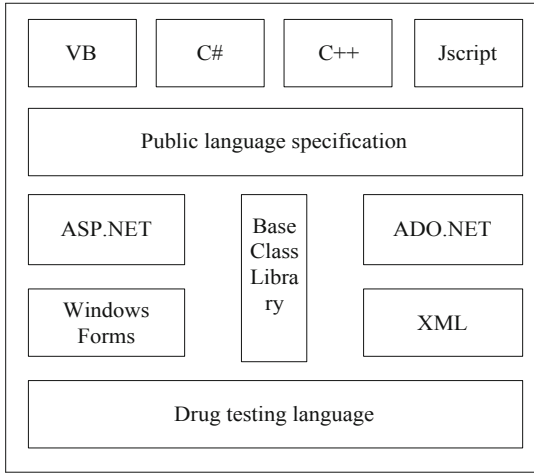 VB
C#
C++
Jscript
Public language specification
ASP.NET
Base
Class
Libra
ry
ADO.NET
Windows
Forms
XML
Drug testing language